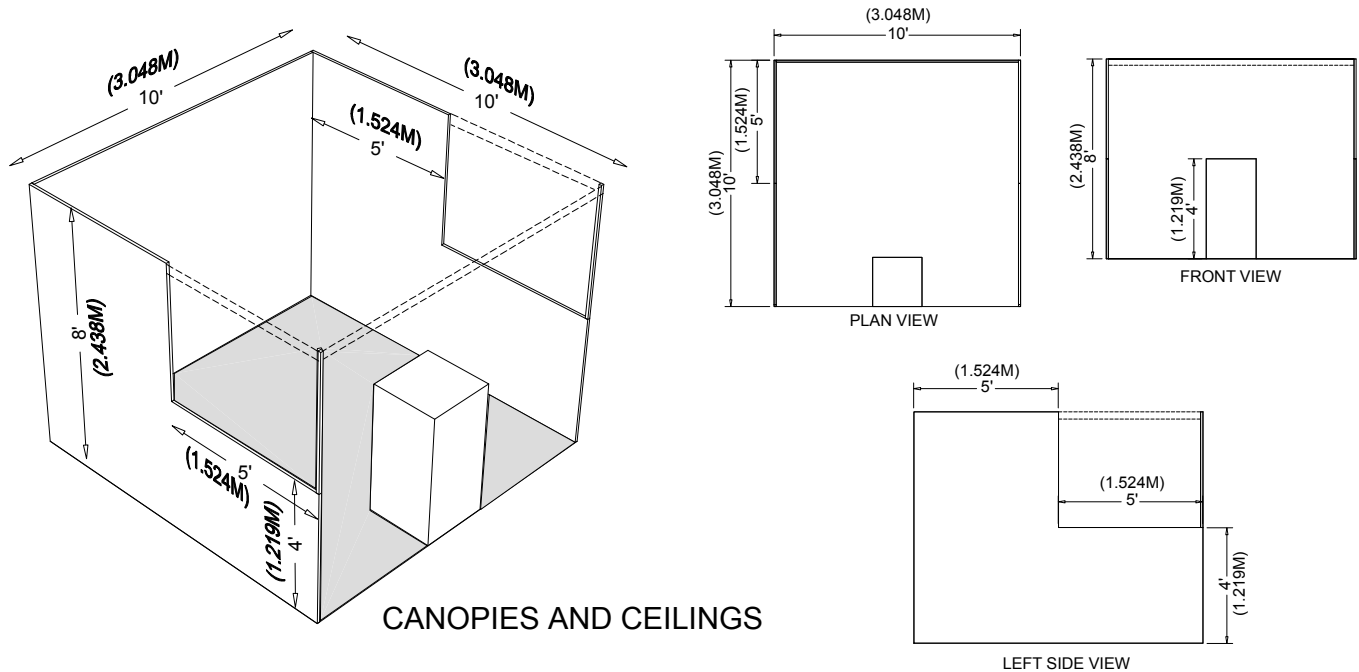 (3.048M)
10'
(3.048M)
10'
(1.524M)
5'
8'
(2.438M)
5'
(1.524M)
4'
(1.219M)
CANOPIES AND CEILINGS
(3.048M)
10'
(3.048M)
10'
(1.524M)
5'
PLAN VIEW
(2.438M)
8'
(1.219M)
4'
FRONT VIEW
(1.524M)
5'
(1.524M)
5'
4'
(1.219M)
LEFT SIDE VIEW